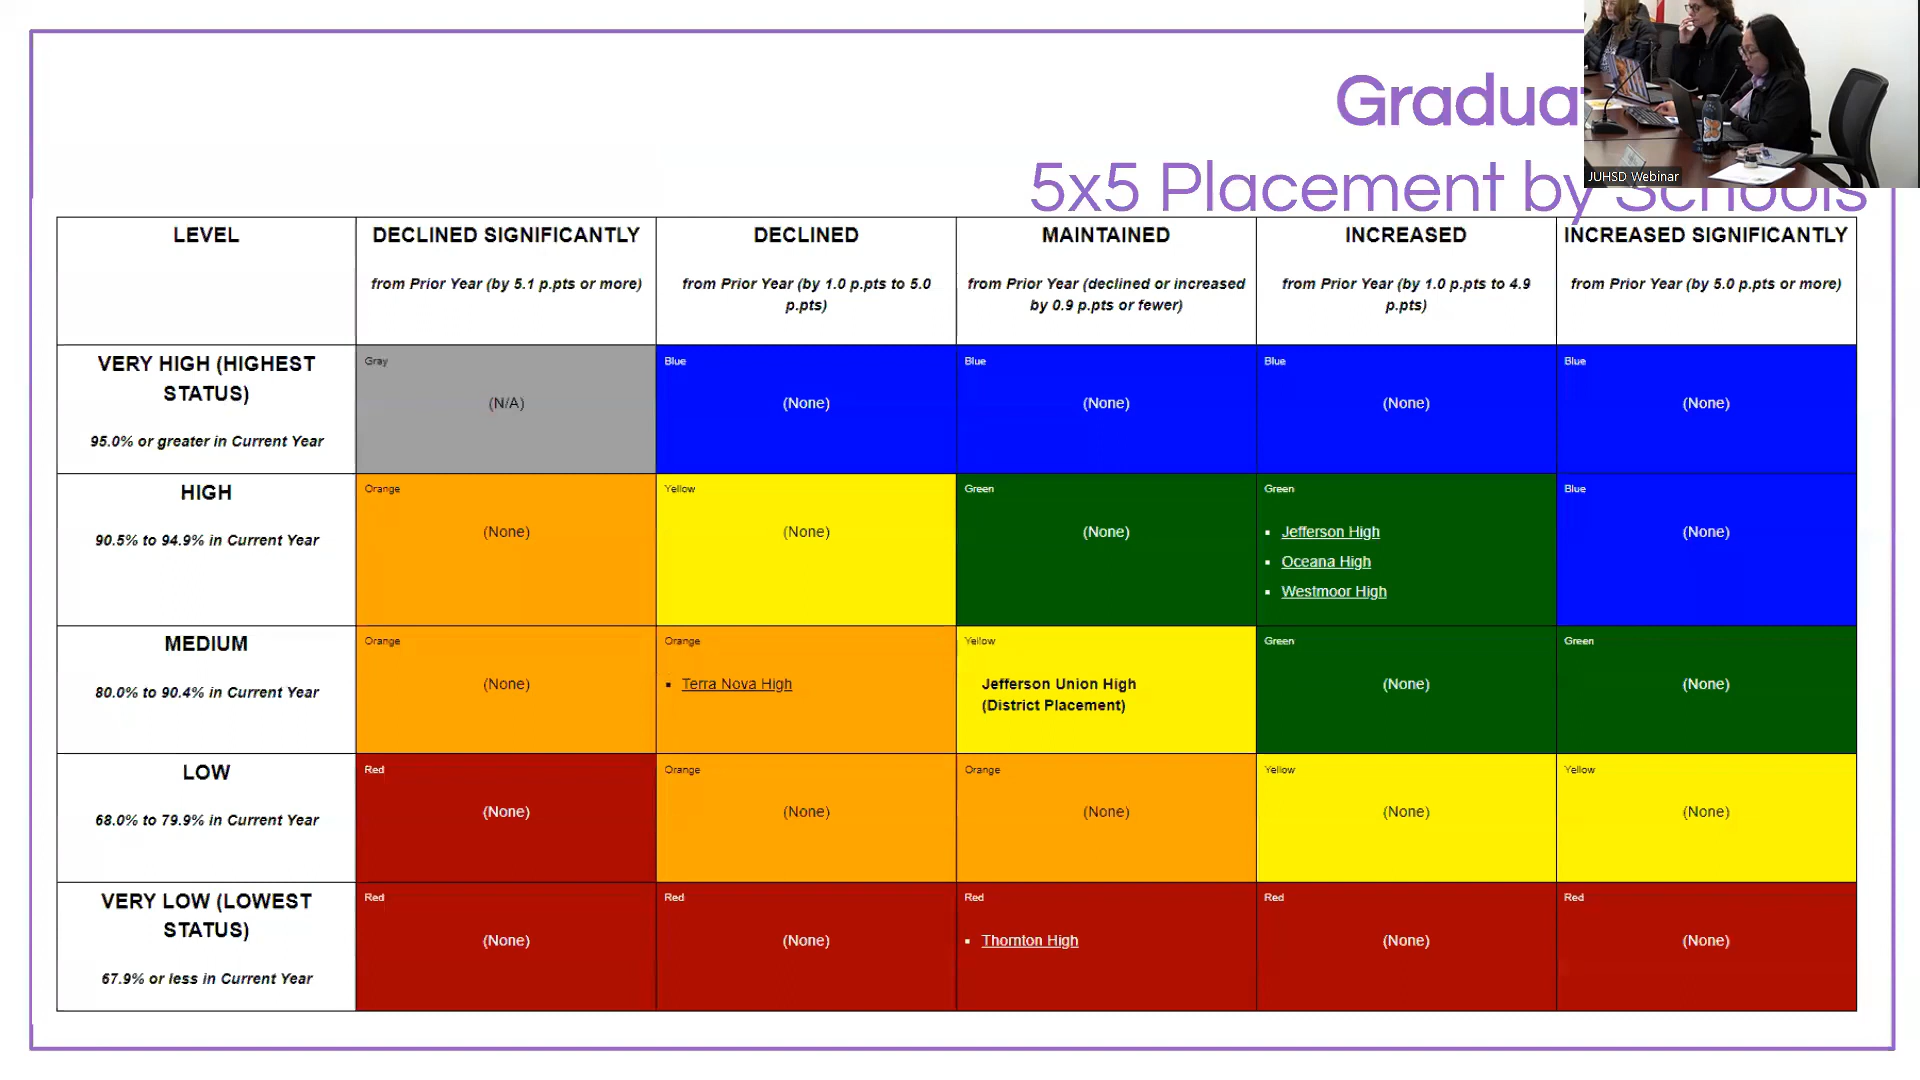 Gradua
5x5 Placement by Schools
JUHSD Webinar
LEVEL
DECLINED SIGNIFICANTLY
from Prior Year (by 5.1 p.pts or more)
DECLINED
from Prior Year (by 1.0 p.pts to 5.0
p.pts)
MAINTAINED
from Prior Year (declined or increased
by 0.9 p.pts or fewer)
INCREASED
from Prior Year (by 1.0 p.pts to 4.9
p.pts)
INCREASED SIGNIFICANTLY
from Prior Year (by 5.0 p.pts or more)
VERY HIGH (HIGHEST
STATUS)
95.0% or greater in Current Year
Gray
(N/A)
Blue
(None)
Blue
(None)
Blue
(None)
Blue
(None)
HIGH
90.5% to 94.9% in Current Year
Orange
(None)
Yellow
(None)
Green
(None)
Green
Jefferson High
Oceana High
Westmoor High
Blue
(None)
MEDIUM
80.0% to 90.4% in Current Year
Orange
(None)
Orange
Terra Nova High
Yellow
Jefferson Union High
(District Placement)
Green
(None)
Green
(None)
LOW
68.0% to 79.9% in Current Year
Red
(None)
Orange
(None)
Orange
(None)
Yellow
(None)
Yellow
(None)
VERY LOW (LOWEST
STATUS)
67.9% or less in Current Year
Red
(None)
Red
(None)
Red
Thornton High
Red
(None)
Red
(None)